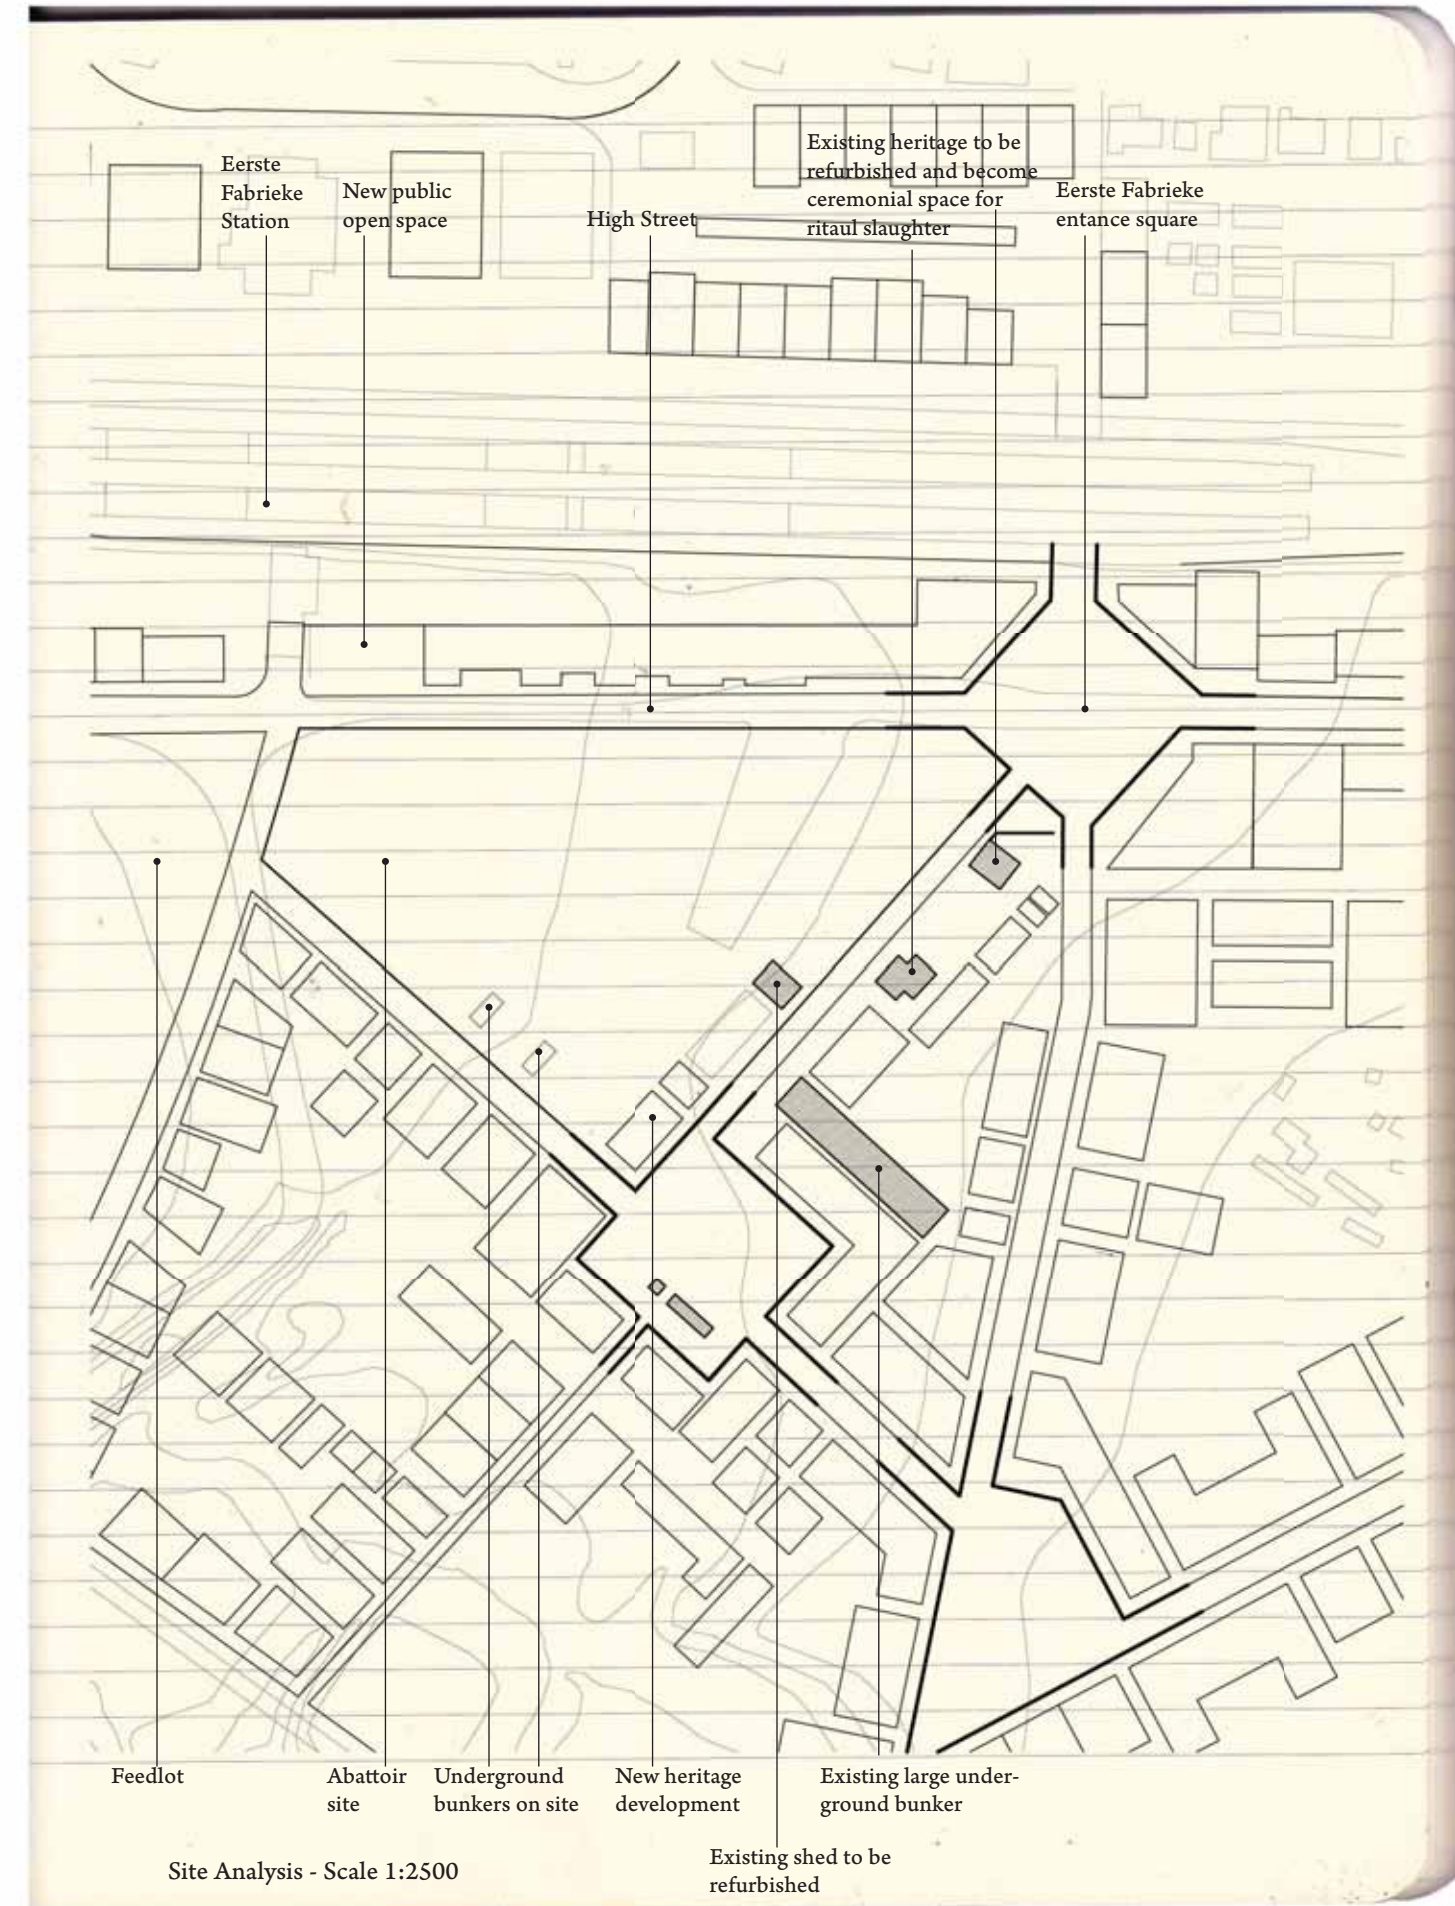 Existing heritage to be
refurbished and become
ceremonial space for
ritaul slaughter
Eerste
Fabrieke
Station
New public
open space
High Street
Eerste Fabrieke
entance square
Feedlot
Abattoir
site
Underground
bunkers on site
New heritage
development
Existing large under-
ground bunker
Existing shed to be
refurbished
Site Analysis - Scale 1:2500